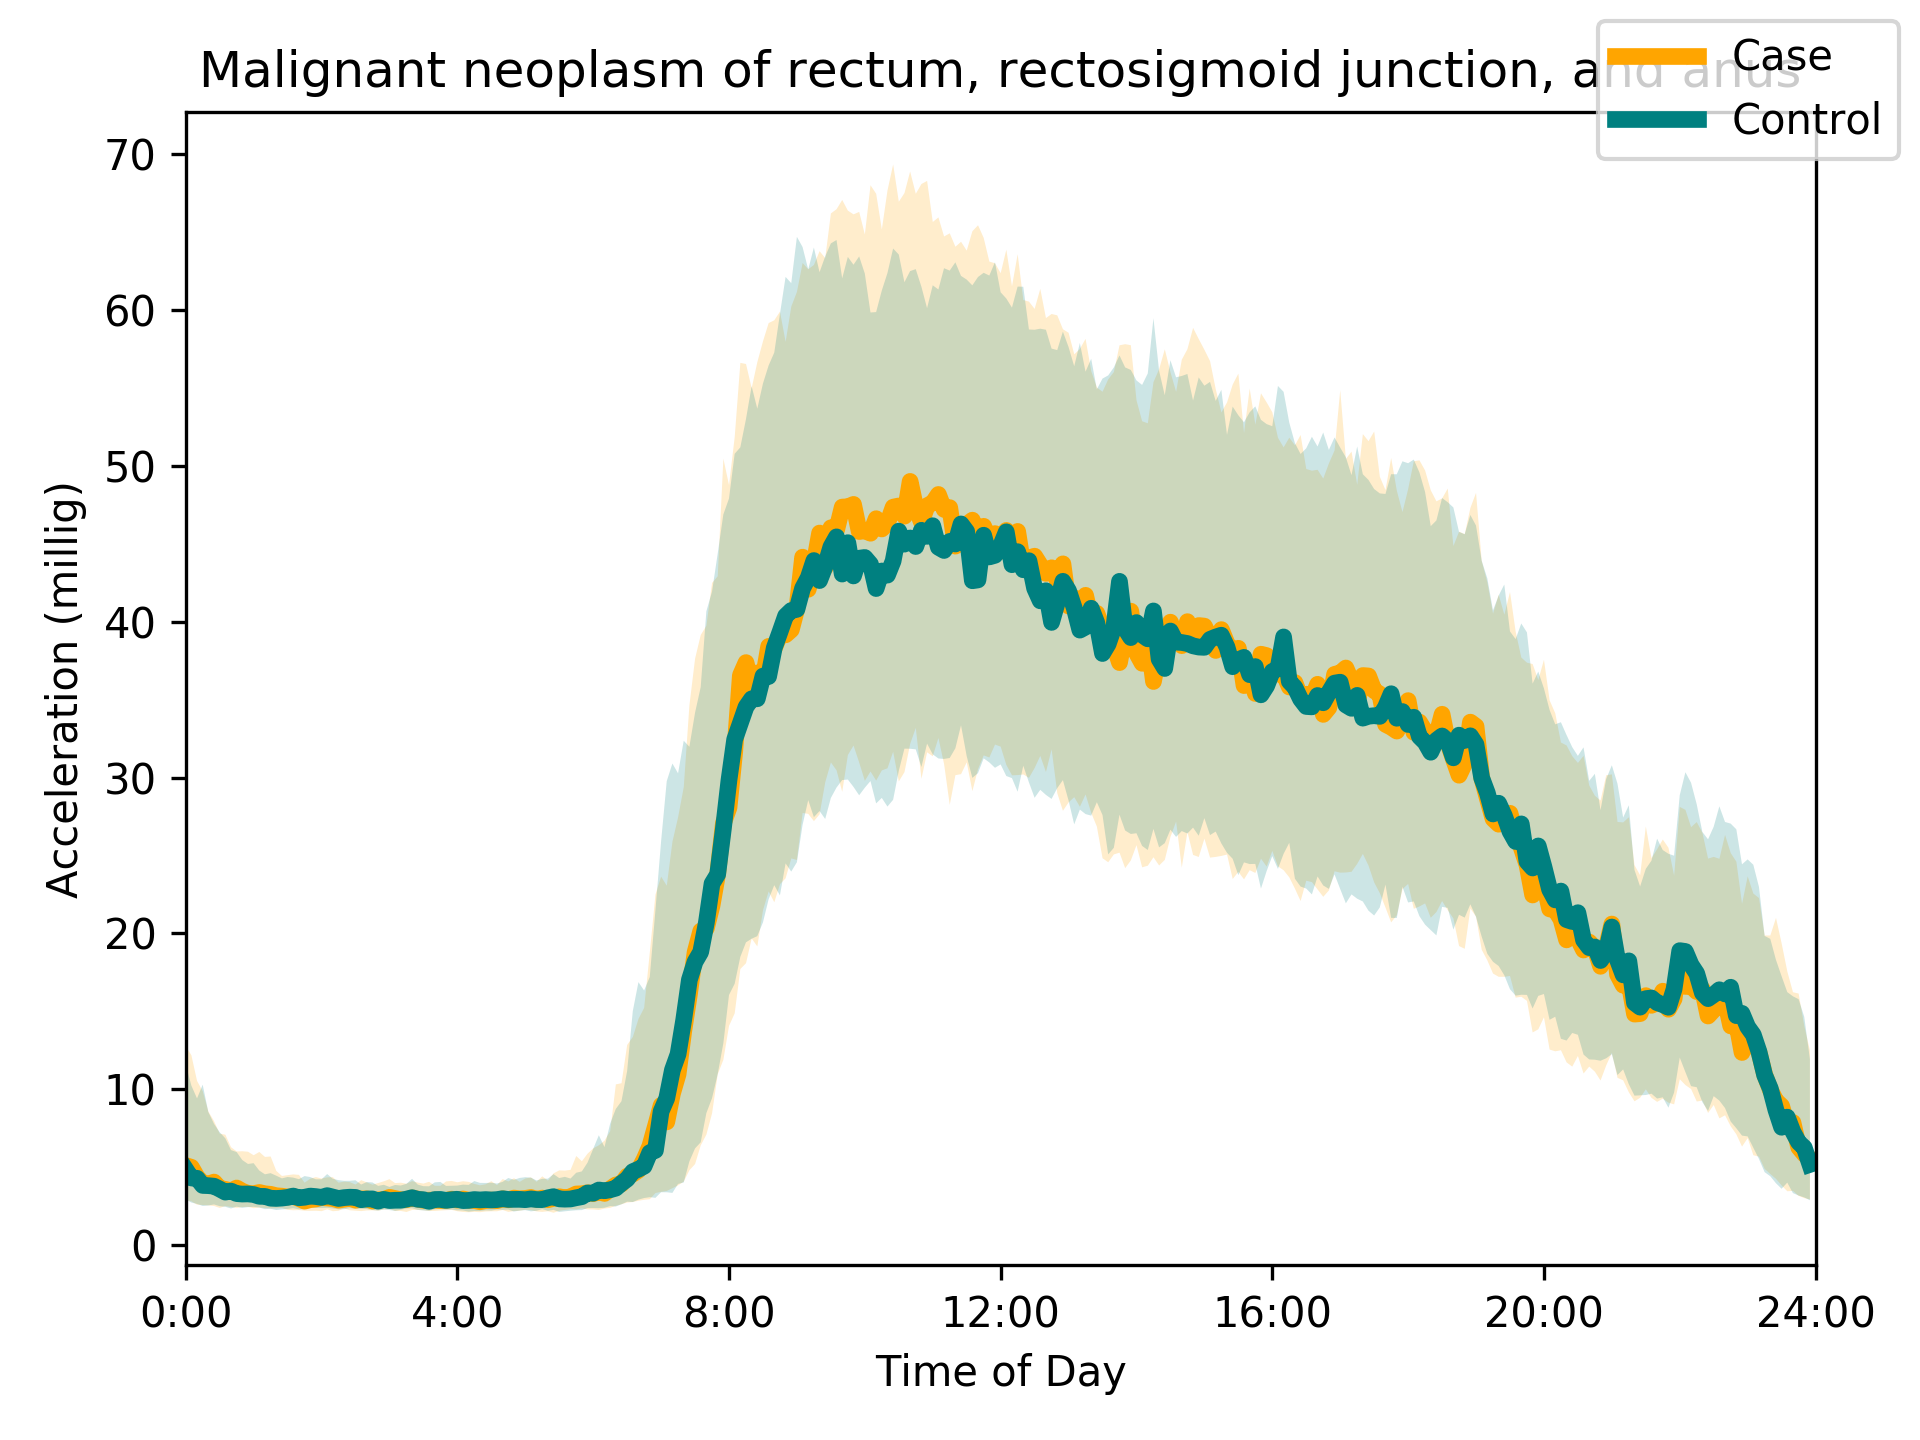 Malignant neoplasm of rectum, rectosigmoid junction, and anus
Case
Control
70
60
50
40
30
20
10
0
Acceleration (millig)
0:00 4:00 8:00 12:00 16:00 20:00 24:00
Time of Day